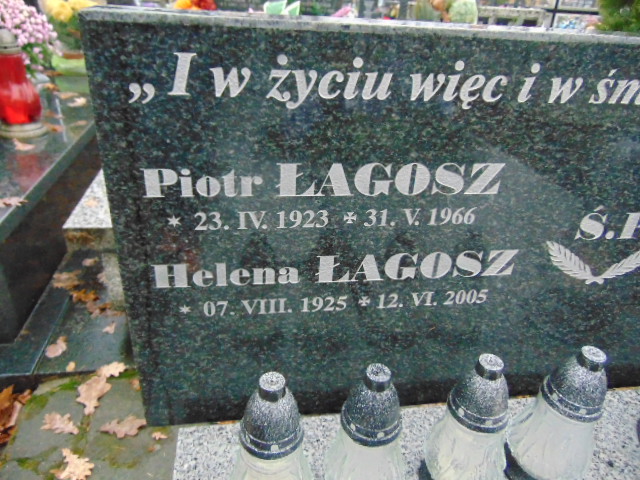 „I w życiu więc i w śm
Piotr ŁAGOSZ
* 23. IV. 1923 ✠ 31. V. 1966
Ś.P
Helena ŁAGOSZ
* 07. VIII. 1925 ✠ 12. VI. 2005